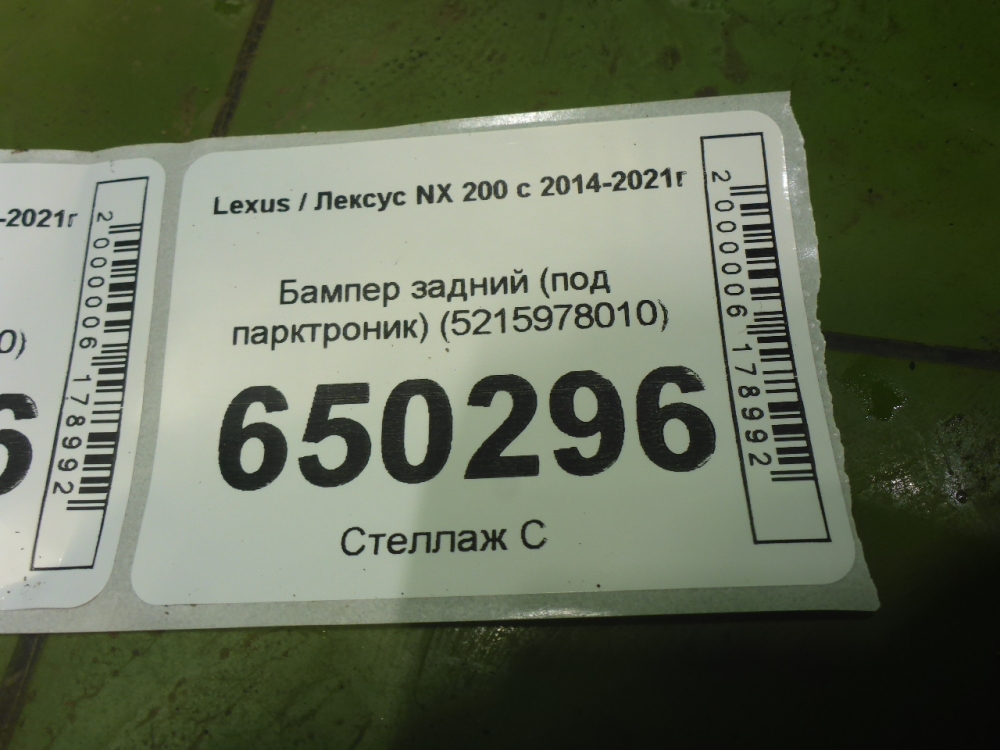 -2021г
0)
6
2000006178992
Lexus / Лексус NX 200 с 2014-2021г
Бампер задний (под
парктроник) (5215978010)
650296
Стеллаж С
2000006178992